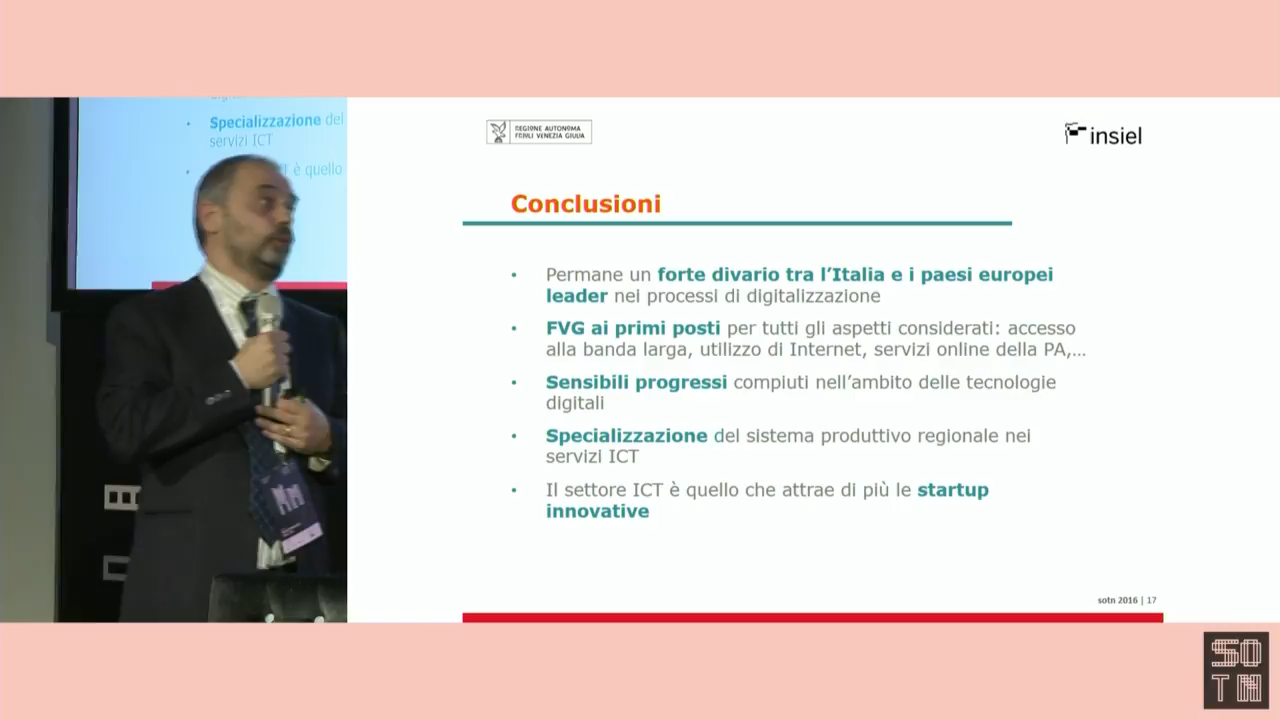 Specializzazione del
servizi ICT
è quello
REGIONE AUTONOMA
FRIULI VENEZIA GIULIA
insiel
Conclusioni
• Permane un forte divario tra l’Italia e i paesi europei
leader nei processi di digitalizzazione
• FVG ai primi posti per tutti gli aspetti considerati: accesso
alla banda larga, utilizzo di Internet, servizi online della PA,...
• Sensibili progressi compiuti nell’ambito delle tecnologie
digitali
• Specializzazione del sistema produttivo regionale nei
servizi ICT
• Il settore ICT è quello che attrae di più le startup
innovative
sotn 2016 | 17
SO
TN